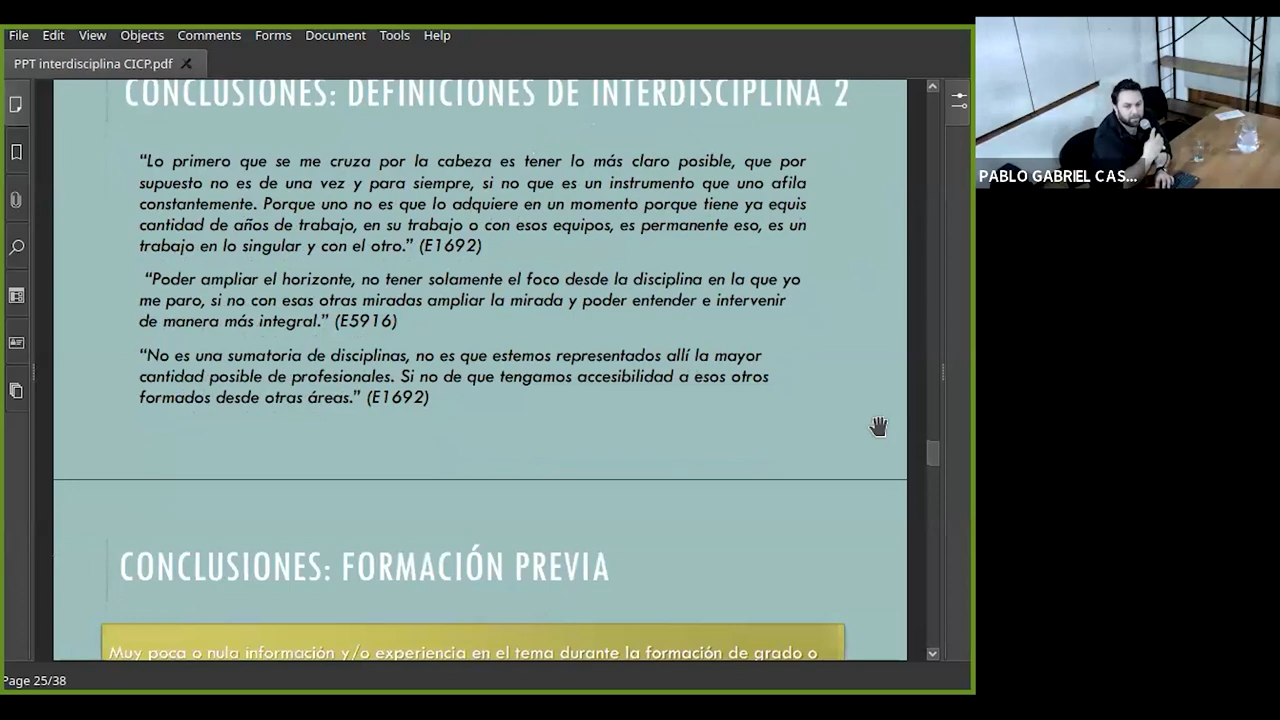 File Edit View Objects Comments Forms Document Tools Help
PPT interdisciplina CICP.pdf
CONCLUSIONES: DEFINICIONES DE INTERDISCIPLINA 2
“Lo primero que se me cruza por la cabeza es tener lo más claro posible, que por
supuesto no es de una vez y para siempre, si no que es un instrumento que uno afila
constantemente. Porque uno no es que lo adquiere en un momento porque tiene ya equis
cantidad de años de trabajo, en su trabajo o con esos equipos, es permanente eso, es un
trabajo en lo singular y con el otro.” (E1692)
“Poder ampliar el horizonte, no tener solamente el foco desde la disciplina en la que yo
me paro, si no con esas otras miradas ampliar la mirada y poder entender e intervenir
de manera más integral.” (E5916)
“No es una sumatoria de disciplinas, no es que estemos representados allí la mayor
cantidad posible de profesionales. Si no de que tengamos accesibilidad a esos otros
formados desde otras áreas.” (E1692)
CONCLUSIONES: FORMACIÓN PREVIA
Muy poca o nula información y/o experiencia en el tema durante la formación de grado o
Page 25/38
PABLO GABRIEL CAS...